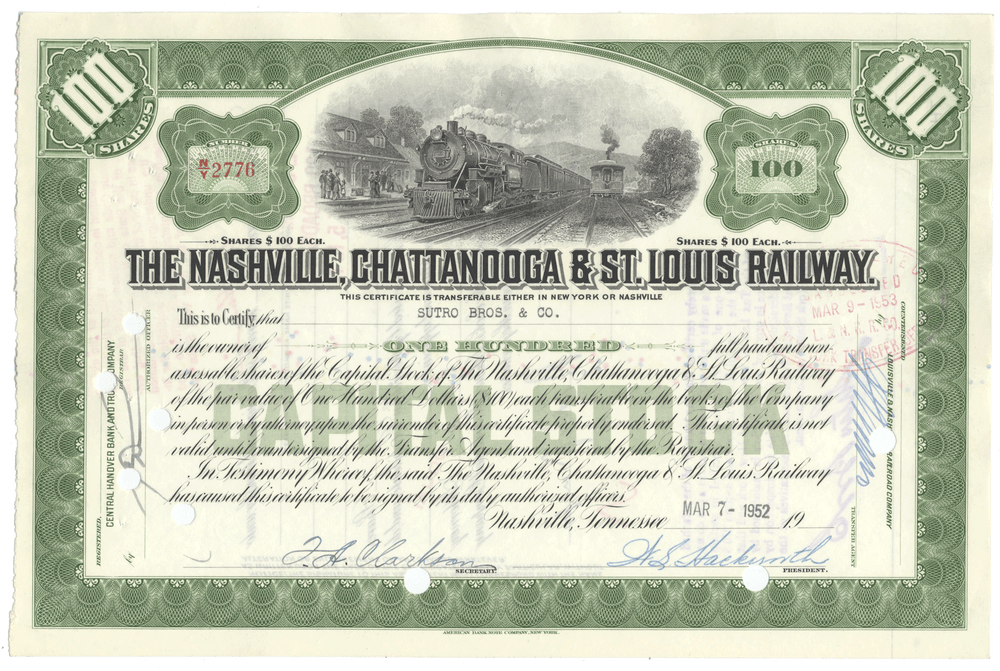 100
SHARES
100
SHARES
NUMBER
N/Y 2776
SHARES
100
SHARES $100 EACH.
SHARES $100 EACH.
THE NASHVILLE, CHATTANOOGA & ST. LOUIS RAILWAY.
THIS CERTIFICATE IS TRANSFERABLE EITHER IN NEW YORK OR NASHVILLE
This is to Certify, that
SUTRO BROS. & CO.
is the owner of ONE HUNDRED full paid and un-
assessable shares of the Capital Stock of The Nashville, Chattanooga & St. Louis Railway
of the par value of One Hundred Dollars ($100) each transferable on the books of the Company
in person or by attorney upon the surrender of this certificate properly endorsed. This certificate is not
valid until countersigned by the Transfer Agent and registered by the Registrar.
CAPITAL STOCK
In Testimony Whereof, the said The Nashville, Chattanooga & St. Louis Railway
has caused this certificate to be signed by its duly authorized officers.
Nashville, Tennessee MAR 7 - 1952 19
SECRETARY.
W S Hackworth
PRESIDENT.
REGISTERED.
CENTRAL HANOVER BANK AND COMPANY
REGISTRAR
by
AUTHORIZED OFFICER
COUNTERSIGNED
LOUISVILLE & RAILROAD COMPANY
by
TRANSFER AGENT
MAR 9 - 1953
AMERICAN BANK NOTE COMPANY, NEW YORK.